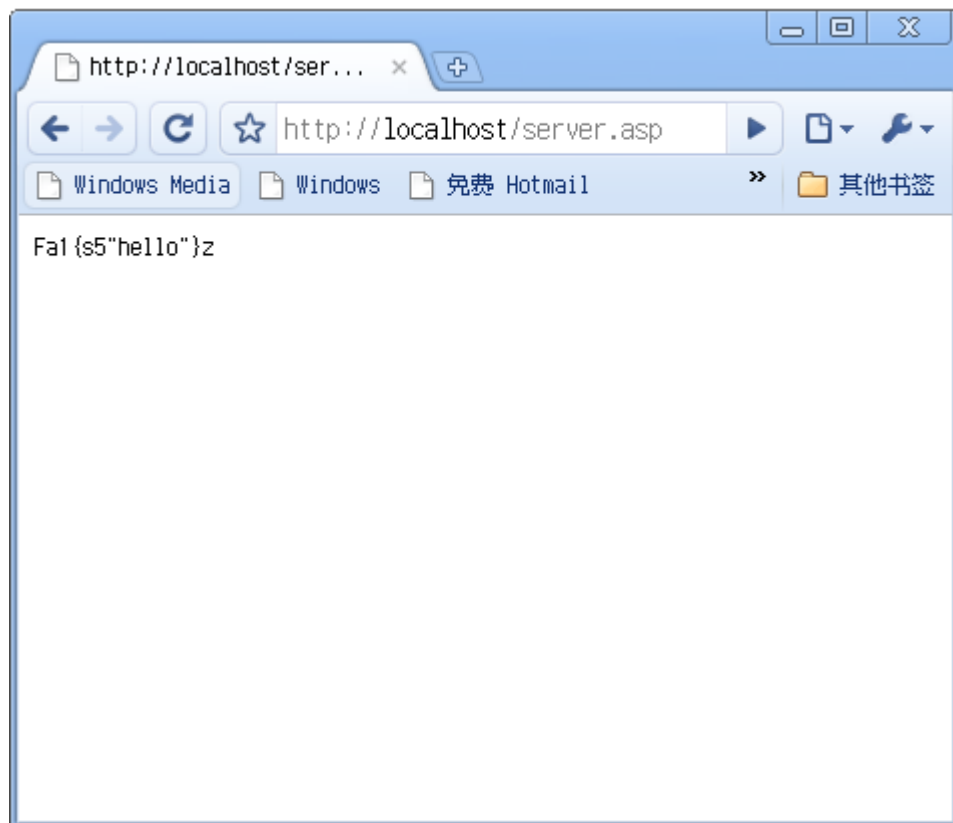 http://localhost/ser...
http://localhost/server.asp
Windows Media Windows 免费 Hotmail » 其他书签
Fa1{s5"hello"}z